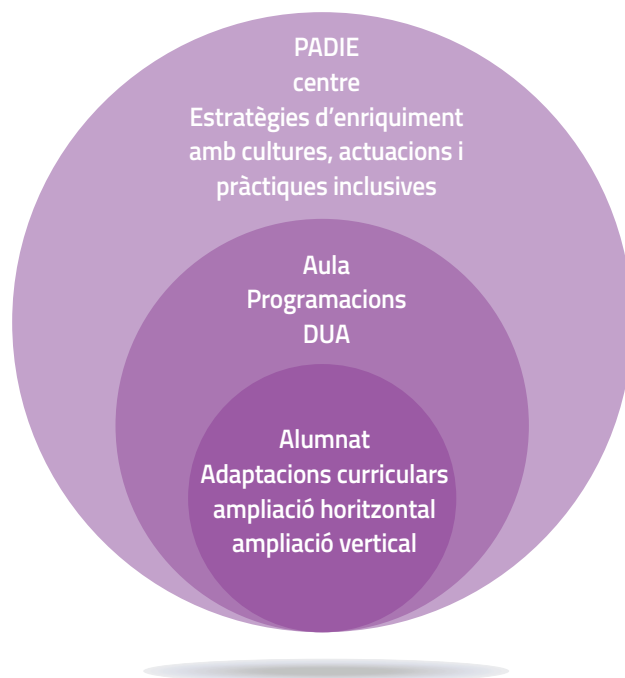 PADIE
centre
Estratègies d’enriquiment
amb cultures, actuacions i
pràctiques inclusives
Aula
Programacions
DUA
Alumnat
Adaptacions curriculars
ampliació horitzontal
ampliació vertical